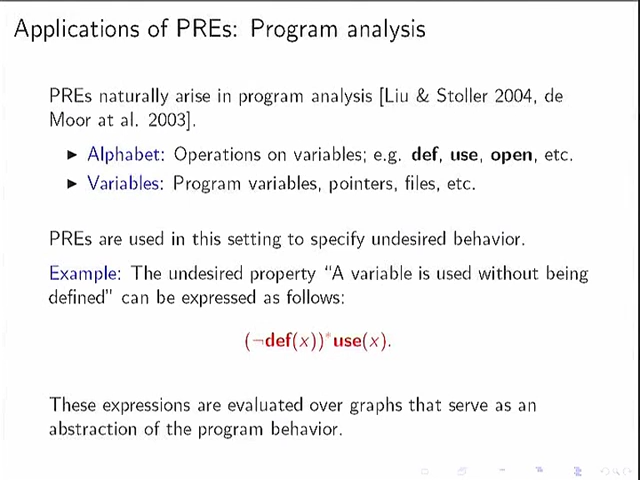 Applications of PREs: Program analysis
PREs naturally arise in program analysis [Liu & Stoller 2004, de
Moor at al. 2003].
▶ Alphabet: Operations on variables; e.g. def, use, open, etc.
▶ Variables: Program variables, pointers, files, etc.
PREs are used in this setting to specify undesired behavior.
Example: The undesired property “A variable is used without being
defined” can be expressed as follows:
(¬def(x))*use(x).
These expressions are evaluated over graphs that serve as an
abstraction of the program behavior.